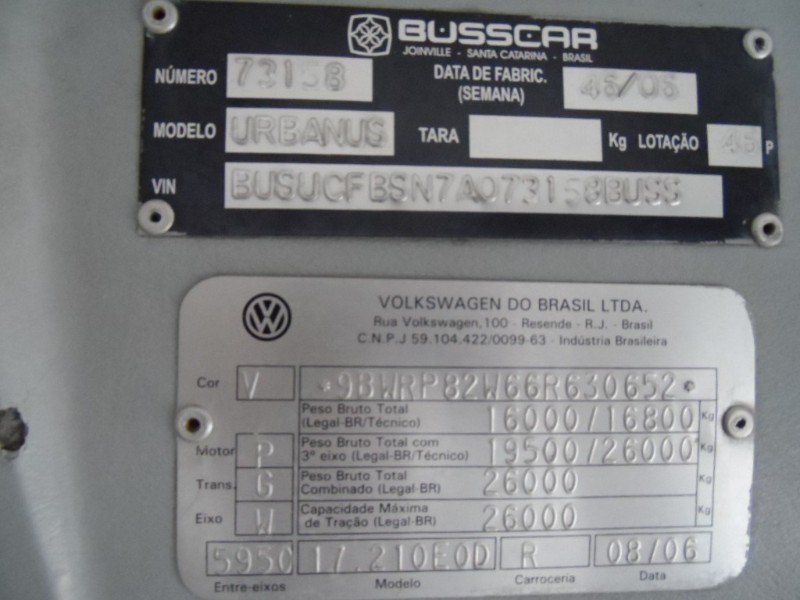 BUSSCAR
JOINVILLE - SANTA CATARINA - BRASIL
NÚMERO 73158 DATA DE FABRIC. (SEMANA) 46/06
MODELO URBANUS TARA Kg LOTAÇÃO 46 P
VIN BUSUCFBSN7A073158BUSS
VOLKSWAGEN DO BRASIL LTDA.
Rua Volkswagen,100 - Resende - R.J. - Brasil
C.N.P.J 59.104.422/0099-63 - Indústria Brasileira
Cor V *9BWRP82W66R630652*
Peso Bruto Total (Legal-BR/Técnico) 16000/16800 Kg
Motor P Peso Bruto Total com 3º eixo (Legal-BR/Técnico) 19500/26000 Kg
Trans. G Peso Bruto Total Combinado (Legal-BR) 26000 Kg
Eixo W Capacidade Máxima de Tração (Legal-BR) 26000 Kg
5950 17.210EOD R 08/06
Entre-eixos Modelo Carroceria Data